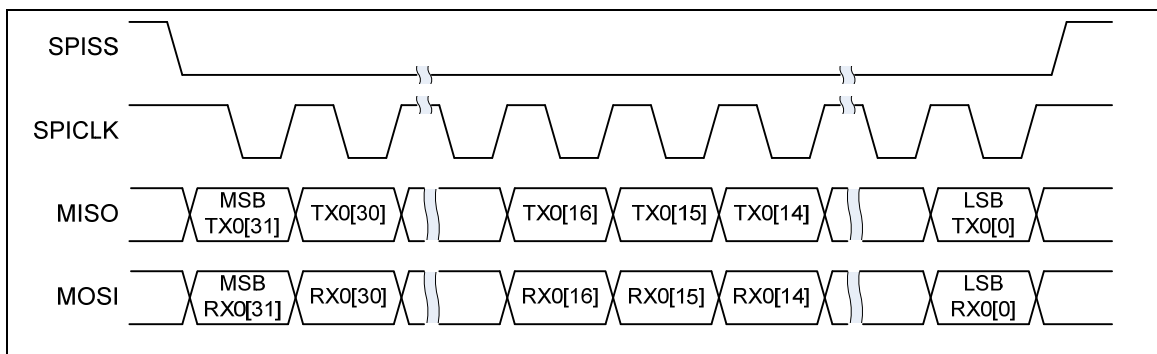 SPISS
SPICLK
MISO
MSB
TX0[31]
TX0[30]
TX0[16]
TX0[15]
TX0[14]
LSB
TX0[0]
MOSI
MSB
RX0[31]
RX0[30]
RX0[16]
RX0[15]
RX0[14]
LSB
RX0[0]